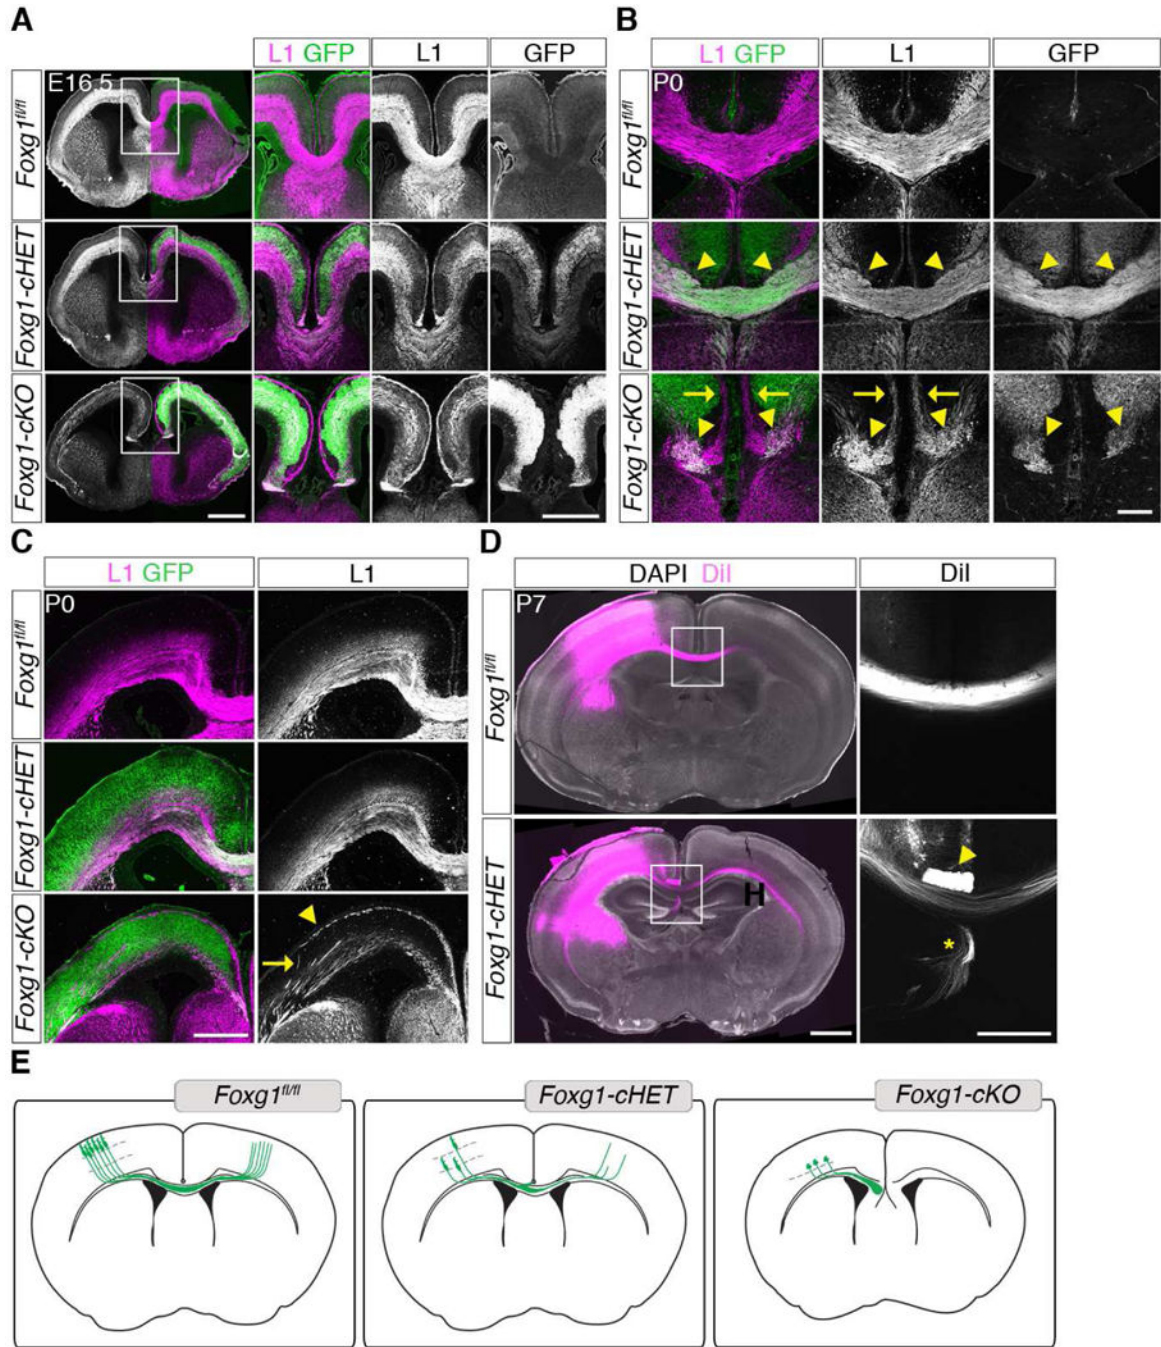 A
B
L1 GFP
L1
GFP
L1 GFP
L1
GFP
E16.5
P0
Foxg1fl/fl
Foxg1-cHET
Foxg1-cKO
Foxg1fl/fl
Foxg1-cHET
Foxg1-cKO
C
D
L1 GFP
L1
DAPI DiI
DiI
P0
P7
Foxg1fl/fl
Foxg1-cHET
Foxg1-cKO
Foxg1fl/fl
Foxg1-cHET
H
*
E
Foxg1fl/fl
Foxg1-cHET
Foxg1-cKO